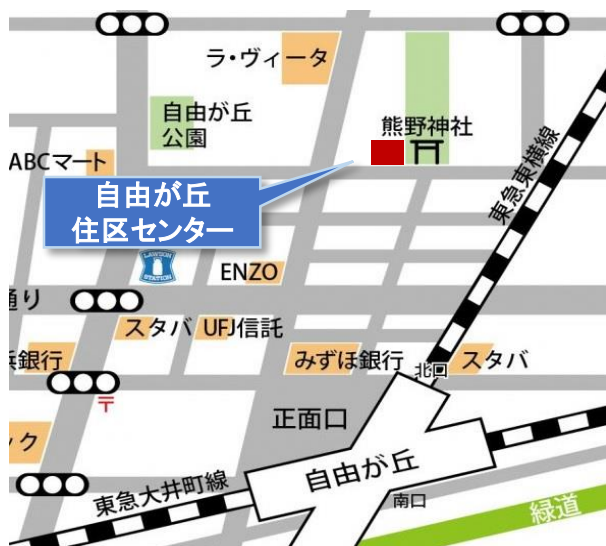 ラ・ヴィータ
自由が丘
公園
熊野神社
ABCマート
東急東横線
自由が丘
住区センター
LAWSON
STATION
ENZO
通り
スタバ
UFJ信託
浜銀行
みずほ銀行
北口
スタバ
〒
正面口
ック
自由が丘
東急大井町線
南口
緑道